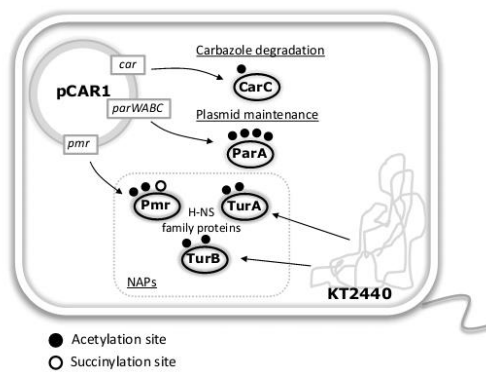 Carbazole degradation
car
CarC
pCAR1
parWABC
Plasmid maintenance
ParA
pmr
Pmr
H-NS
family proteins
TurA
TurB
NAPs
KT2440
Acetylation site
Succinylation site